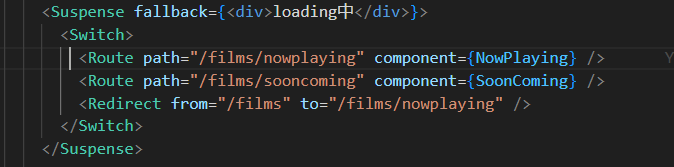 <Suspense fallback={<div>loading中</div>}>
<Switch>
<Route path="/films/nowplaying" component={NowPlaying} />
<Route path="/films/sooncoming" component={SoonComing} />
<Redirect from="/films" to="/films/nowplaying" />
</Switch>
</Suspense>